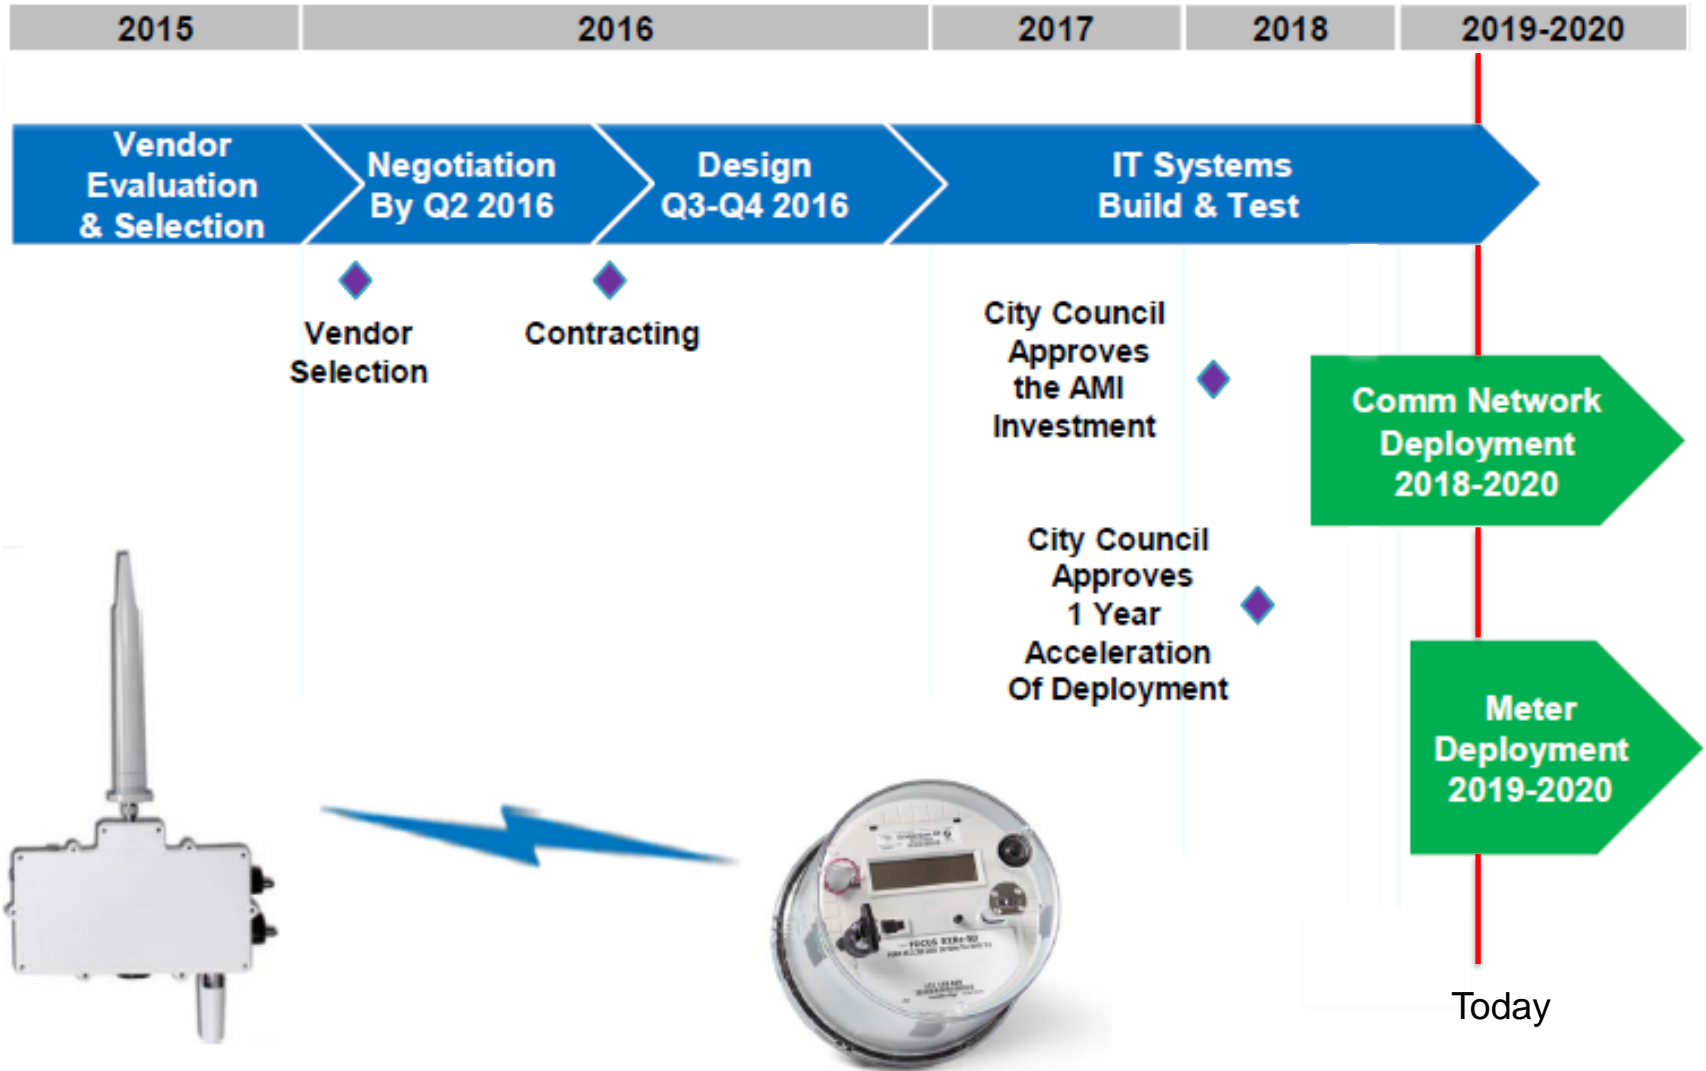 2015
2016
2017
2018
2019-2020
Vendor
Evaluation
& Selection
Negotiation
By Q2 2016
Design
Q3-Q4 2016
IT Systems
Build & Test
Vendor
Selection
Contracting
City Council
Approves
the AMI
Investment
Comm Network
Deployment
2018-2020
City Council
Approves
1 Year
Acceleration
Of Deployment
Meter
Deployment
2019-2020
FOCUS
Today